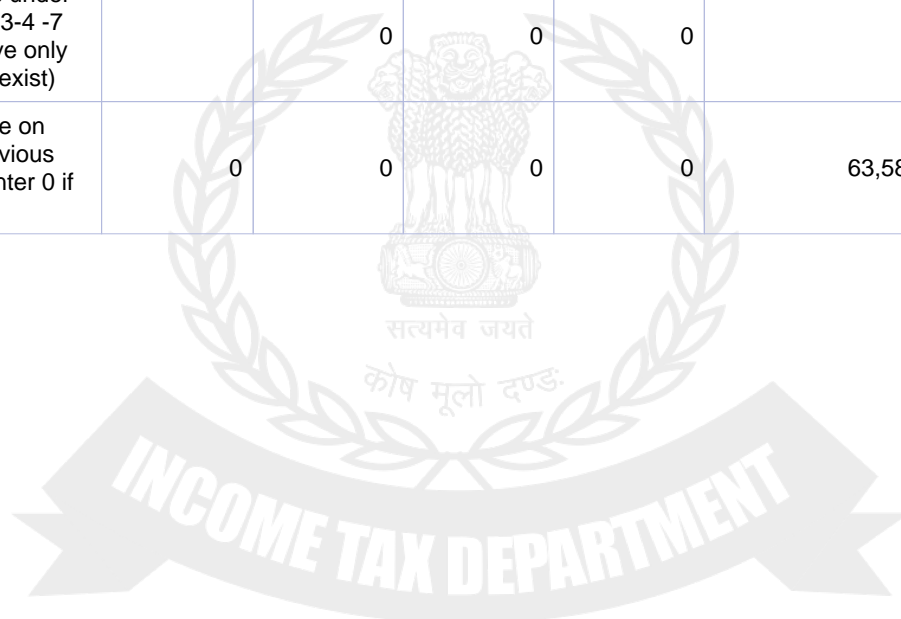 3-4 -7
ve only
exist)
0 0 0
e on
vious
nter 0 if
0 0 0 0 63,58
सत्यमेव जयते
कोष मूलो दण्ड:
INCOME TAX DEPARTMENT